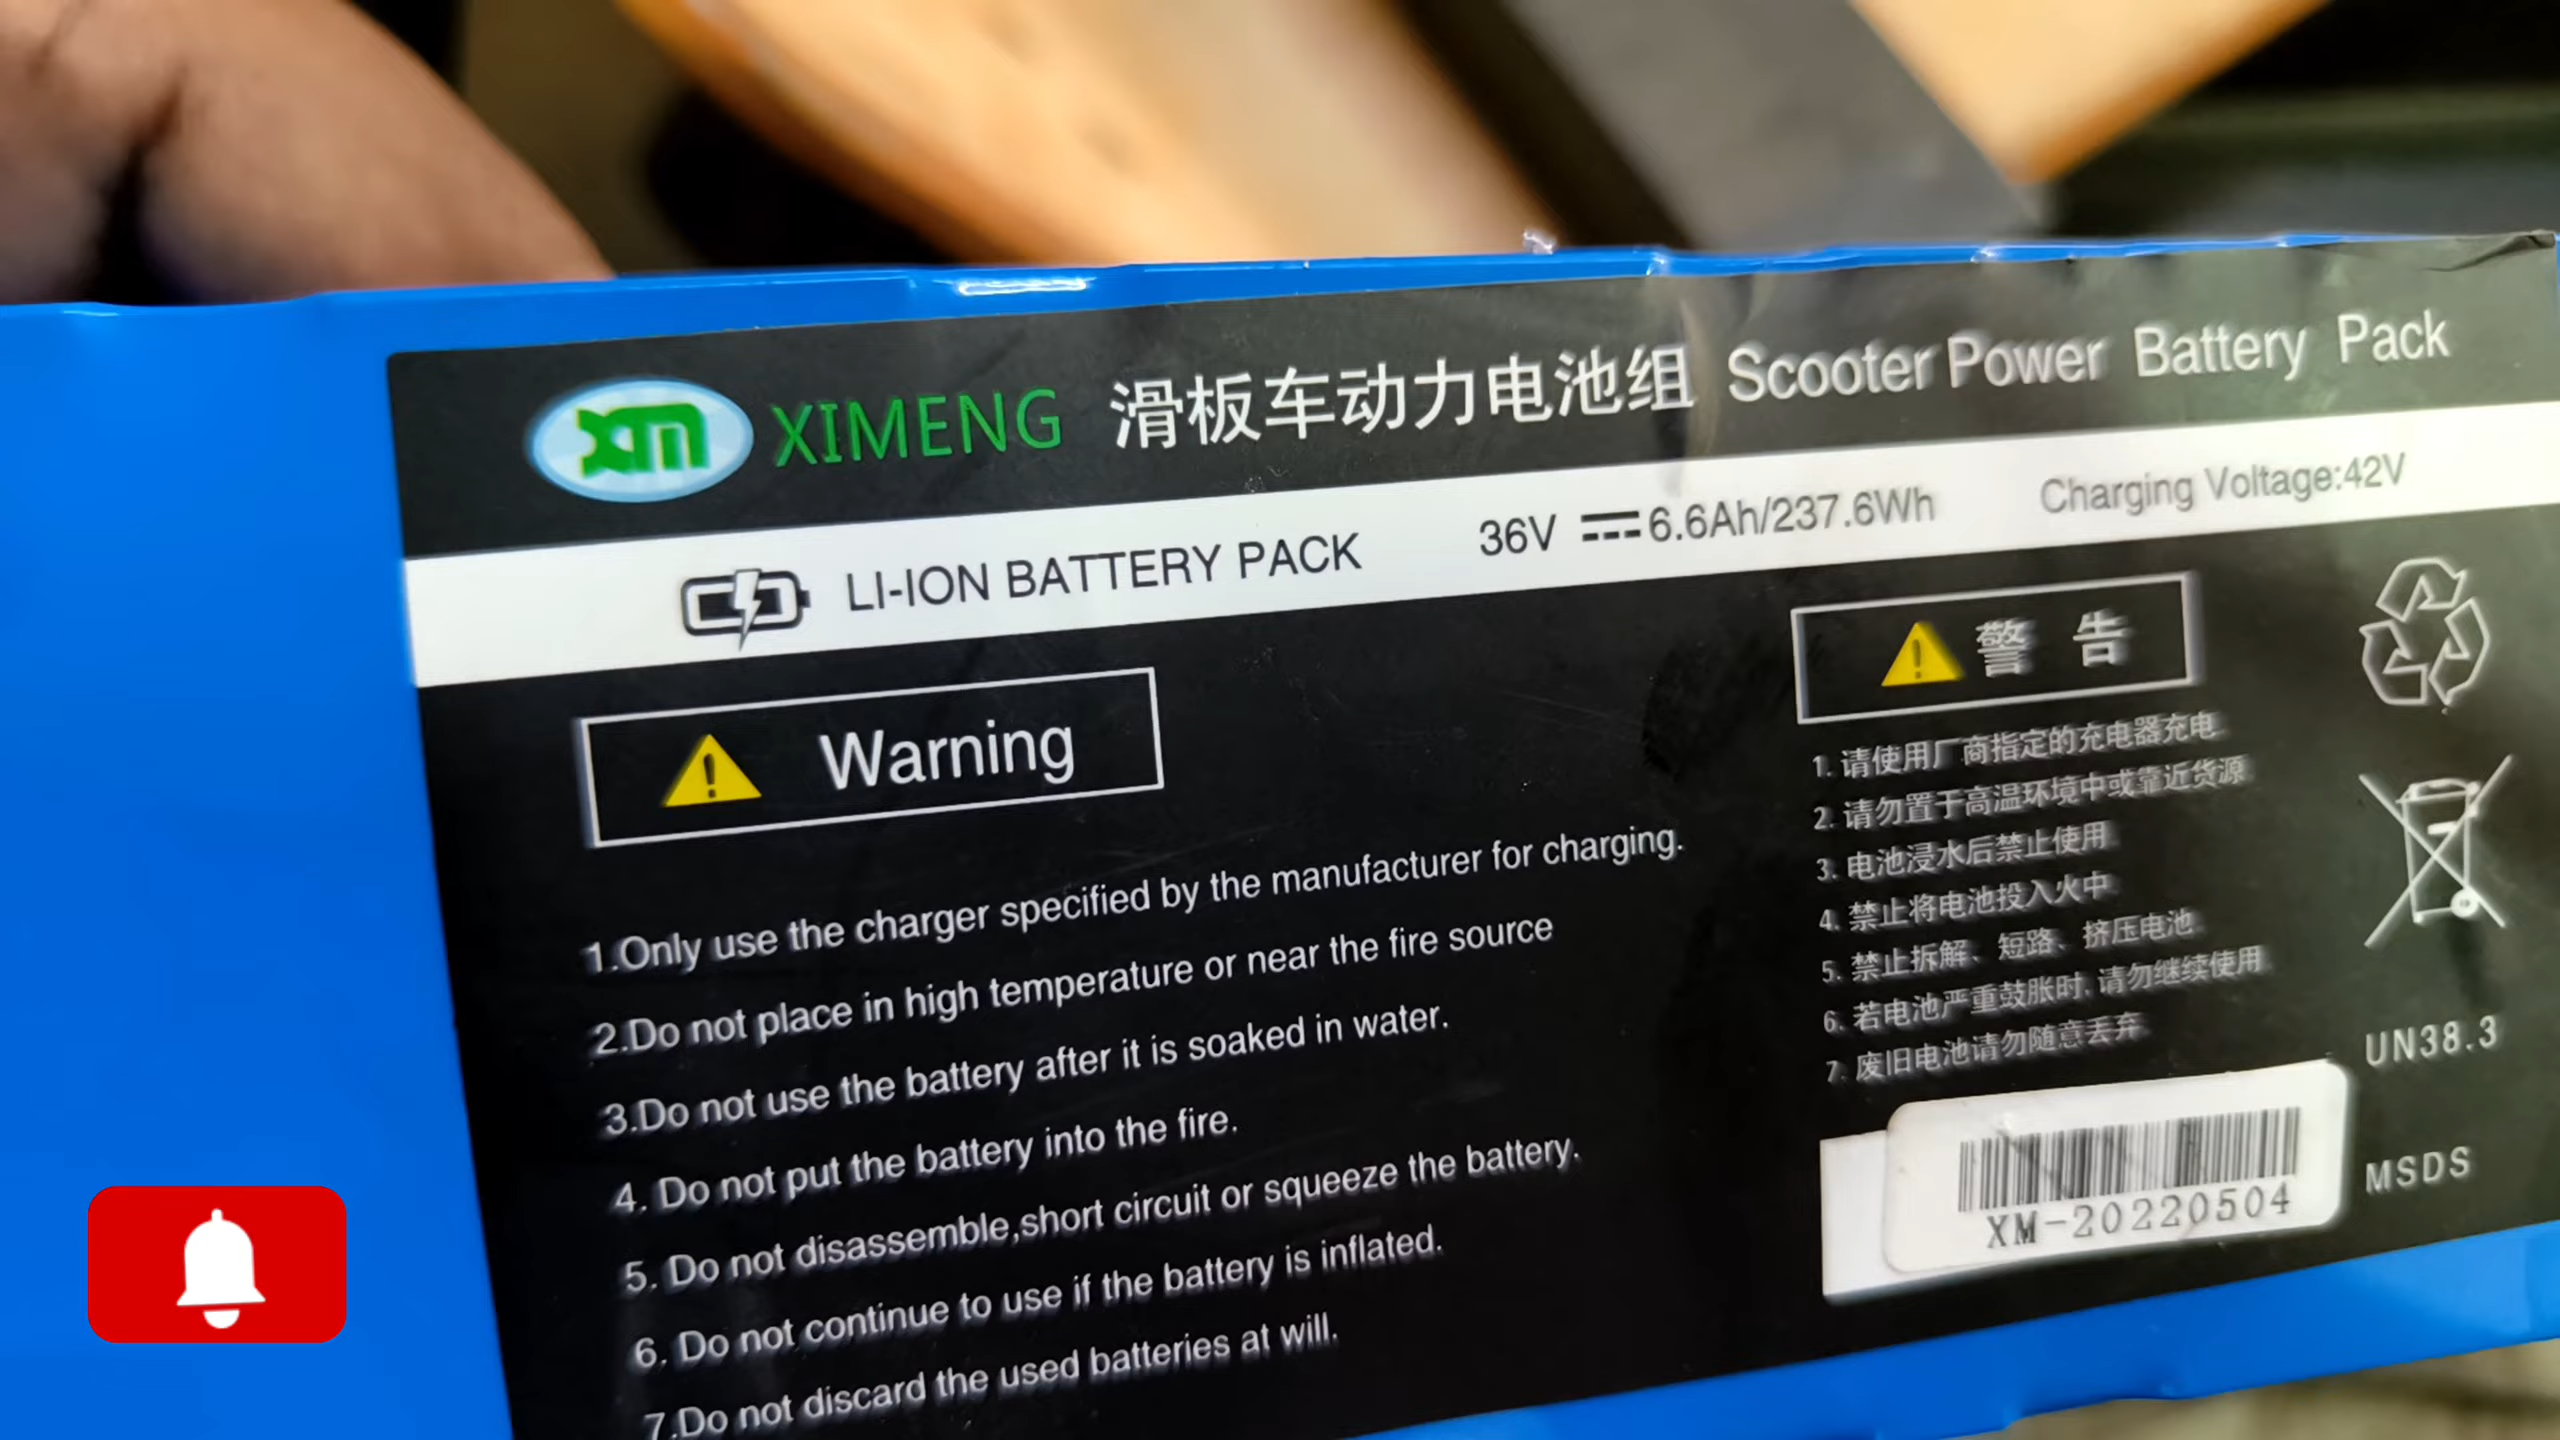 XM XIMENG 滑板车动力电池组 Scooter Power Battery Pack
LI-ION BATTERY PACK 36V 6.6Ah/237.6Wh Charging Voltage:42V
Warning
1.Only use the charger specified by the manufacturer for charging.
2.Do not place in high temperature or near the fire source
3.Do not use the battery after it is soaked in water.
4. Do not put the battery into the fire.
5. Do not disassemble,short circuit or squeeze the battery.
6. Do not continue to use if the battery is inflated.
7.Do not discard the used batteries at will.
警 告
1. 请使用厂商指定的充电器充电
2. 请勿置于高温环境中或靠近货源
3. 电池浸水后禁止使用
4. 禁止将电池投入火中
5. 禁止拆解、短路、挤压电池
6. 若电池严重鼓胀时, 请勿继续使用
7. 废旧电池请勿随意丢弃
UN38.3
MSDS
XM-20220504